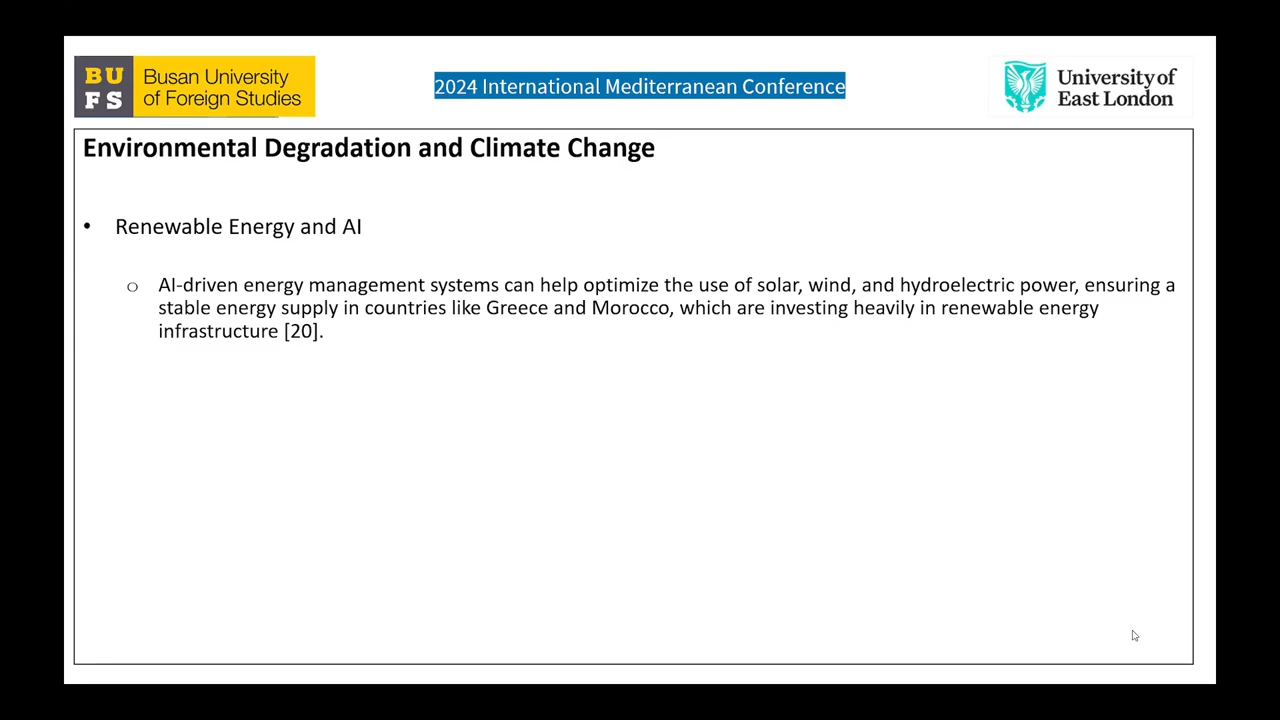 BU
FS
Busan University
of Foreign Studies
2024 International Mediterranean Conference
University of
East London
Environmental Degradation and Climate Change
• Renewable Energy and AI
o AI-driven energy management systems can help optimize the use of solar, wind, and hydroelectric power, ensuring a
stable energy supply in countries like Greece and Morocco, which are investing heavily in renewable energy
infrastructure [20].